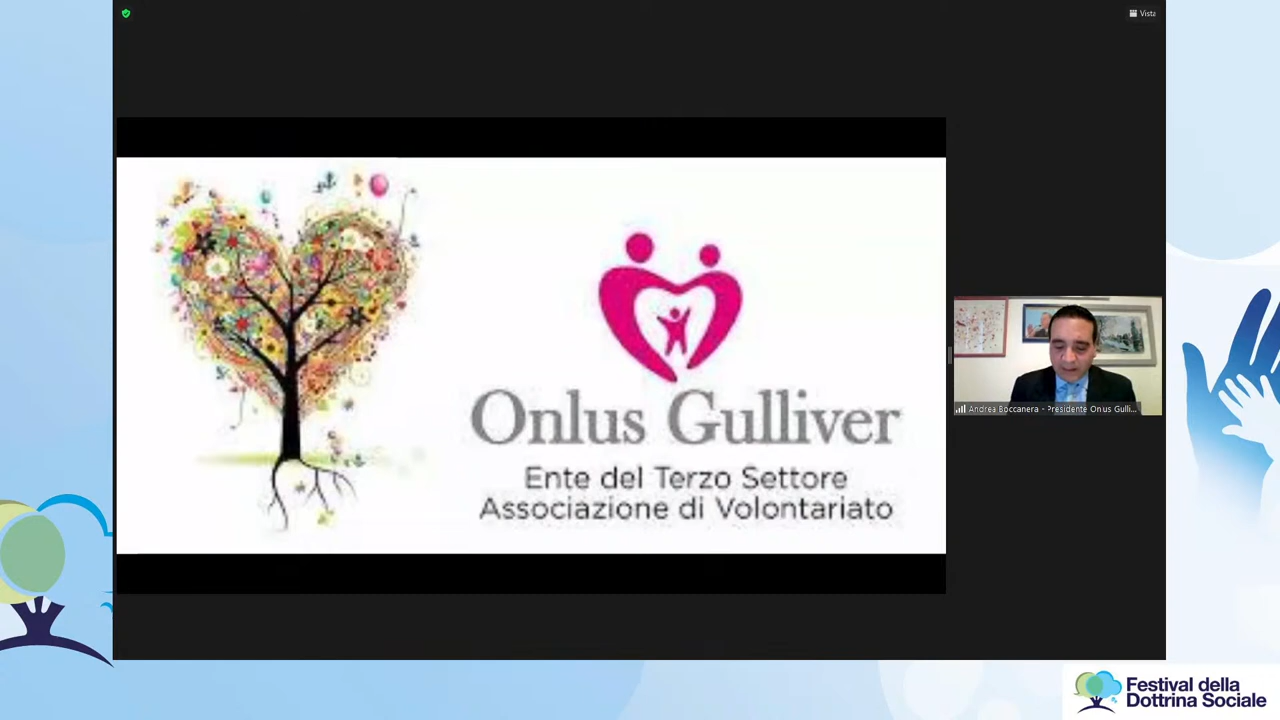 Vista
Onlus Gulliver
Ente del Terzo Settore
Associazione di Volontariato
Andrea Boccanera - Presidente Onlus Gulli...
Festival della
Dottrina Sociale